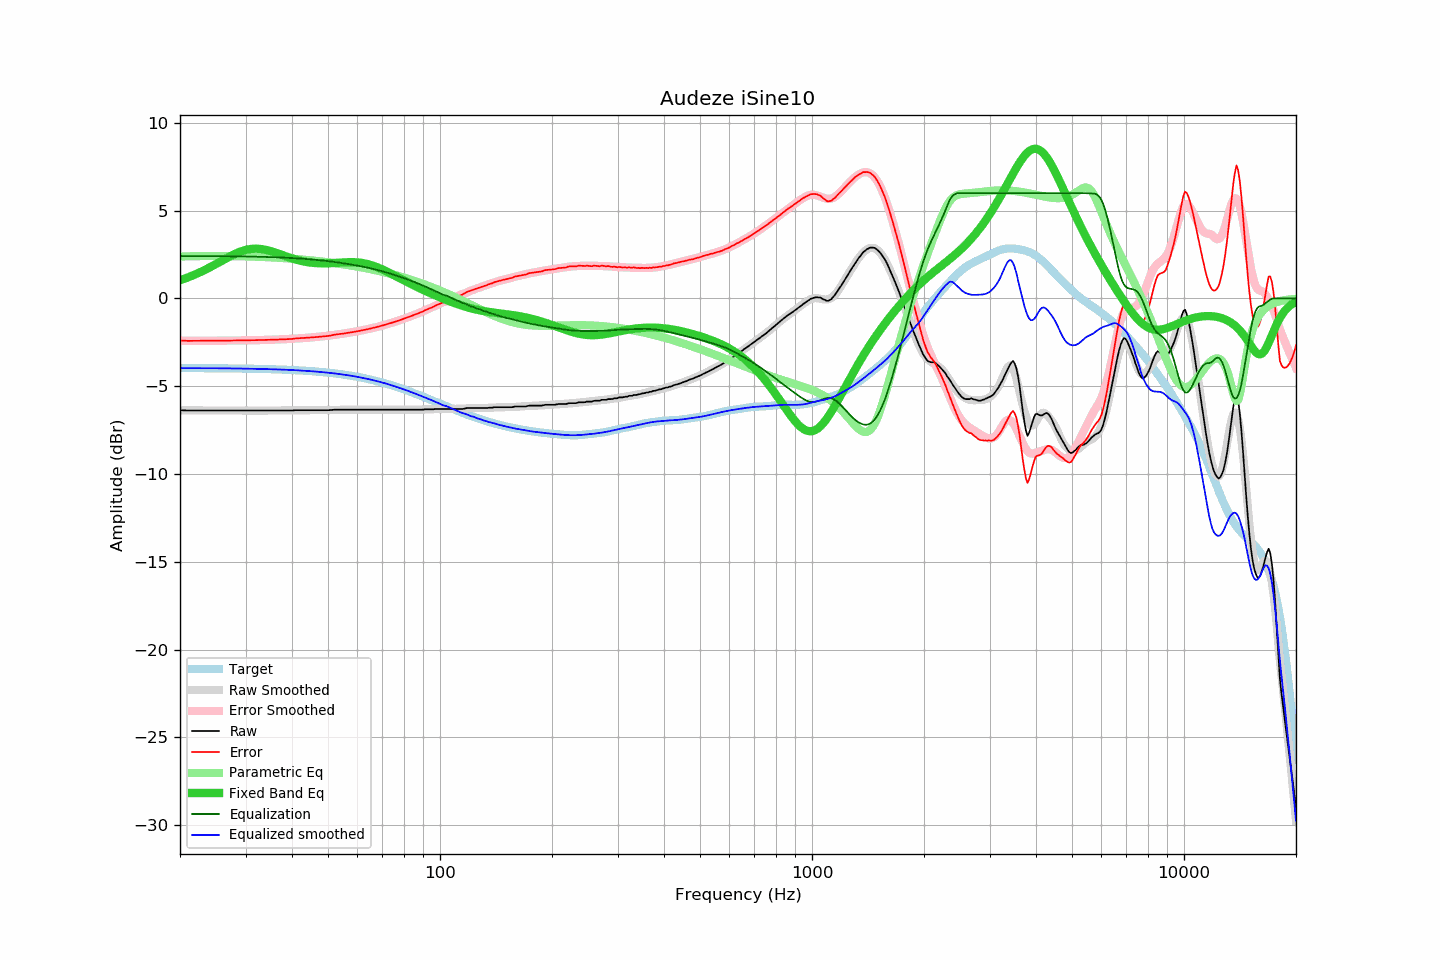 Audeze iSine10
10
5
0
−5
−10
−15
−20
−25
−30
Amplitude (dBr)
Target
Raw Smoothed
Error Smoothed
Raw
Error
Parametric Eq
Fixed Band Eq
Equalization
Equalized smoothed
100
1000
10000
Frequency (Hz)